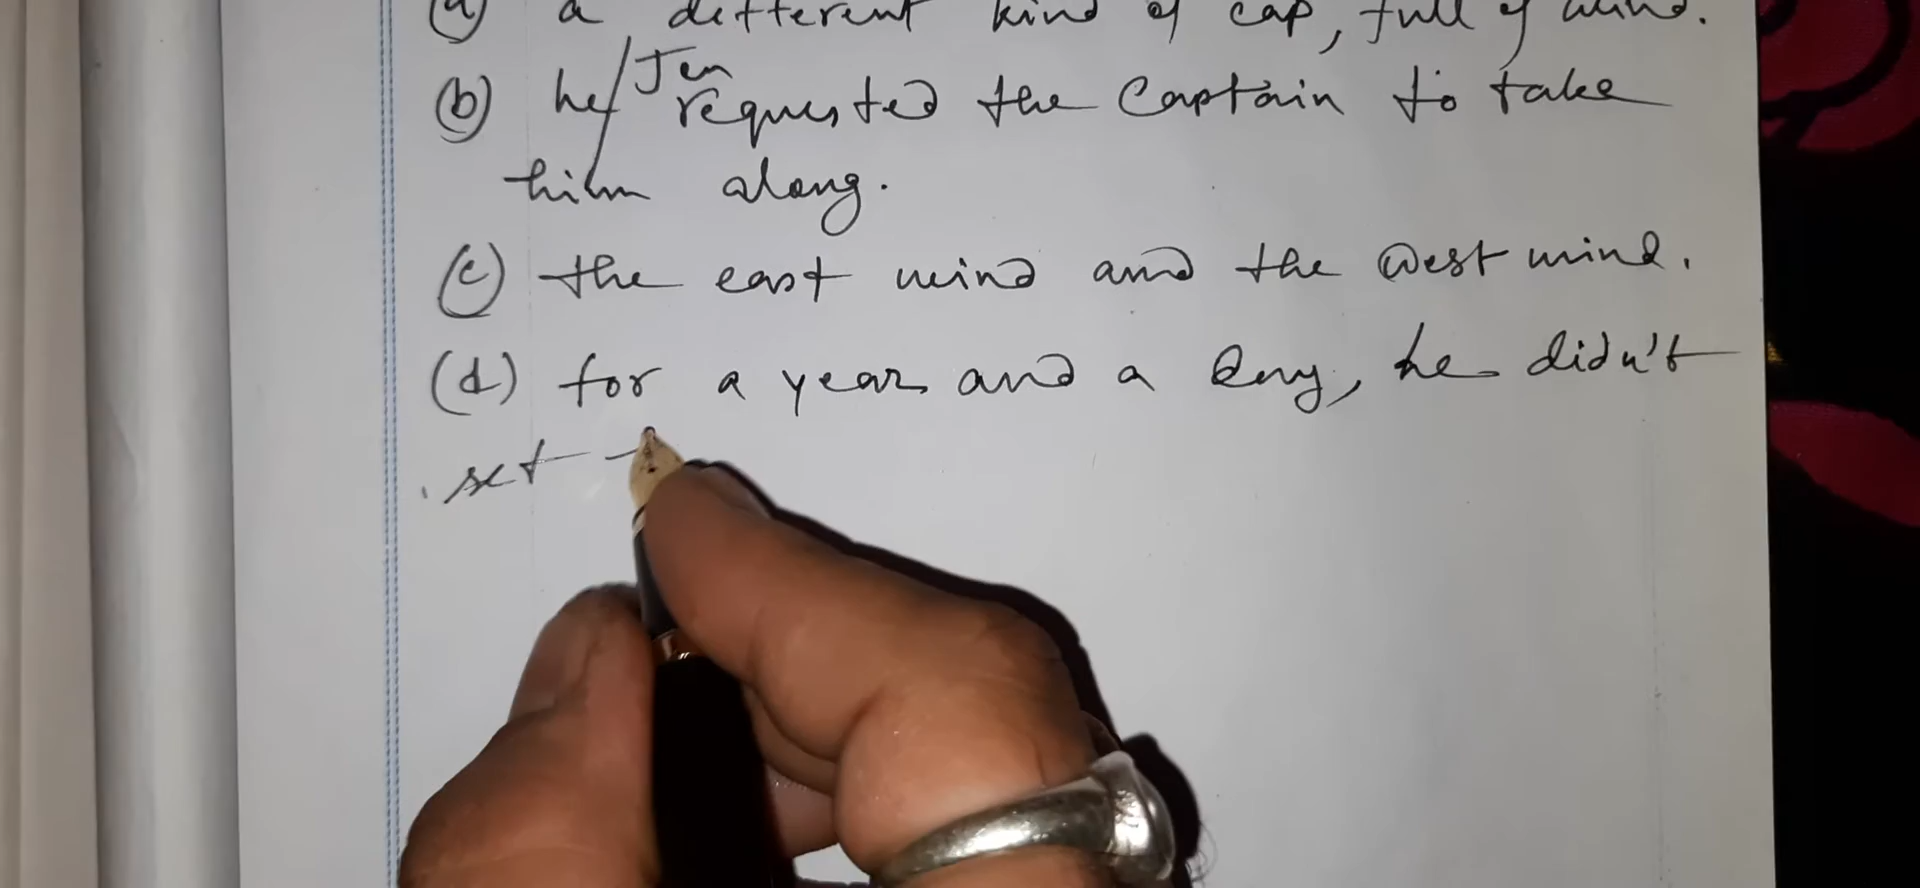 (a) a different kind of cap, full of wind.
(b) he/Jan requested the Captain to take
him along.
(c) the east wind and the west wind.
(d) for a year and a day, he didn't
set